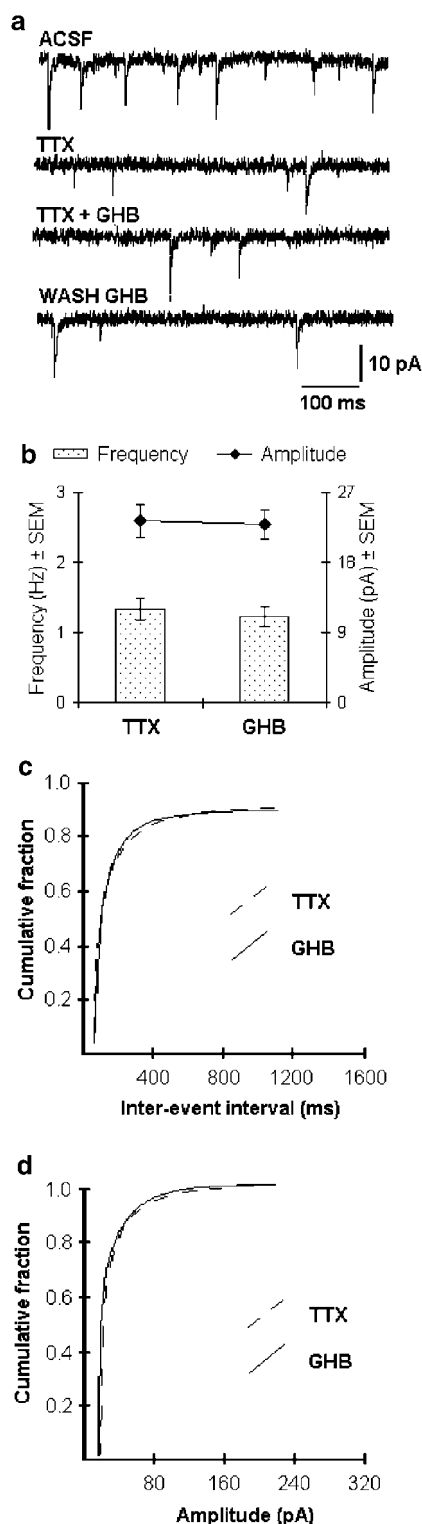 a
ACSF
TTX
TTX + GHB
WASH GHB
10 pA
100 ms
b
Frequency
Amplitude
Frequency (Hz) ± SEM
3
2
1
0
27
18
9
0
Amplitude (pA) ± SEM
TTX
GHB
c
Cumulative fraction
1.0
0.8
0.6
0.4
0.2
TTX
GHB
400
800
1200
1600
Inter-event interval (ms)
d
Cumulative fraction
1.0
0.8
0.6
0.4
0.2
0.0
TTX
GHB
80
160
240
320
Amplitude (pA)